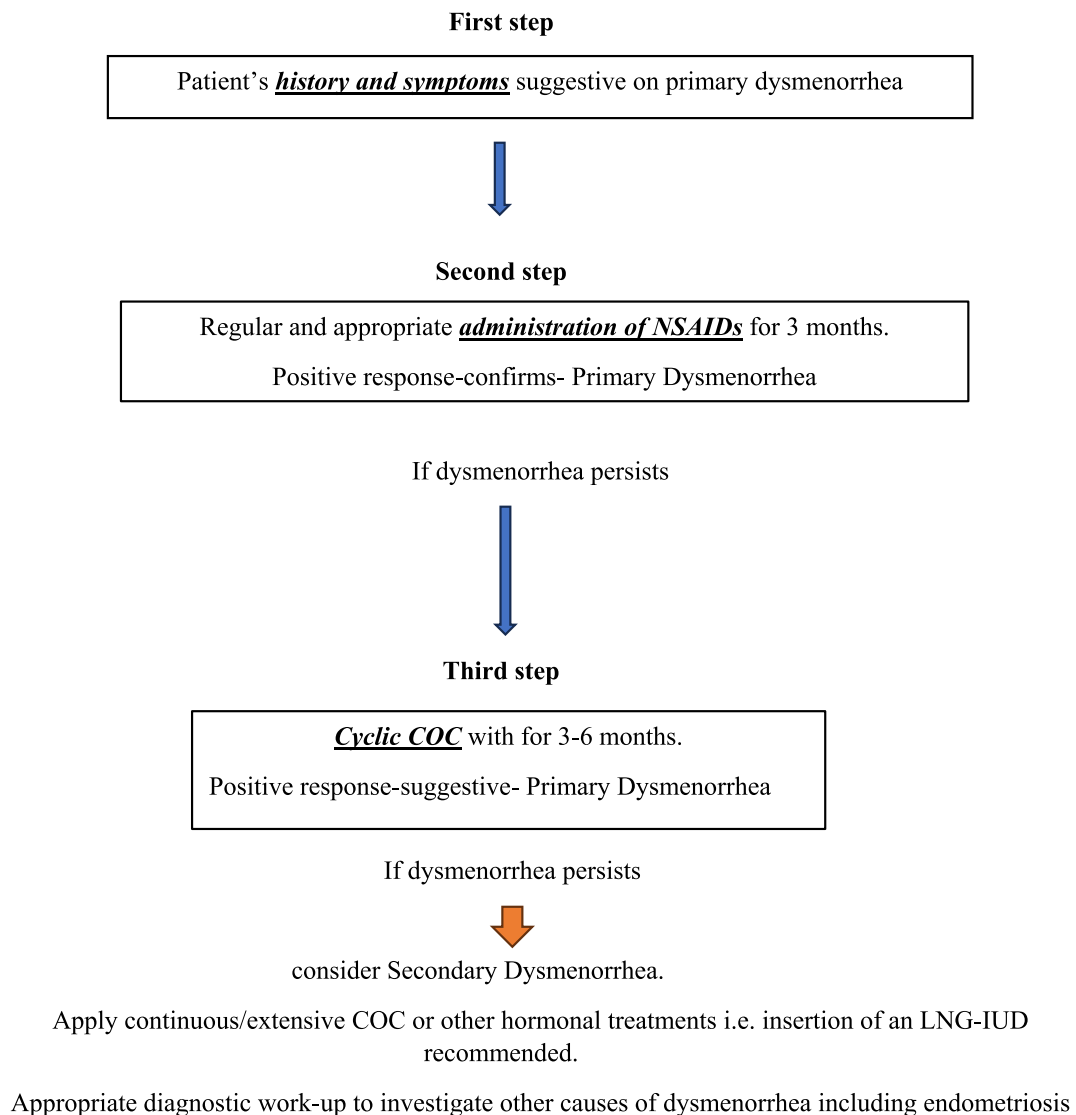 First step
Patient's history and symptoms suggestive on primary dysmenorrhea
Second step
Regular and appropriate administration of NSAIDs for 3 months.
Positive response-confirms- Primary Dysmenorrhea
If dysmenorrhea persists
Third step
Cyclic COC with for 3-6 months.
Positive response-suggestive- Primary Dysmenorrhea
If dysmenorrhea persists
consider Secondary Dysmenorrhea.
Apply continuous/extensive COC or other hormonal treatments i.e. insertion of an LNG-IUD
recommended.
Appropriate diagnostic work-up to investigate other causes of dysmenorrhea including endometriosis